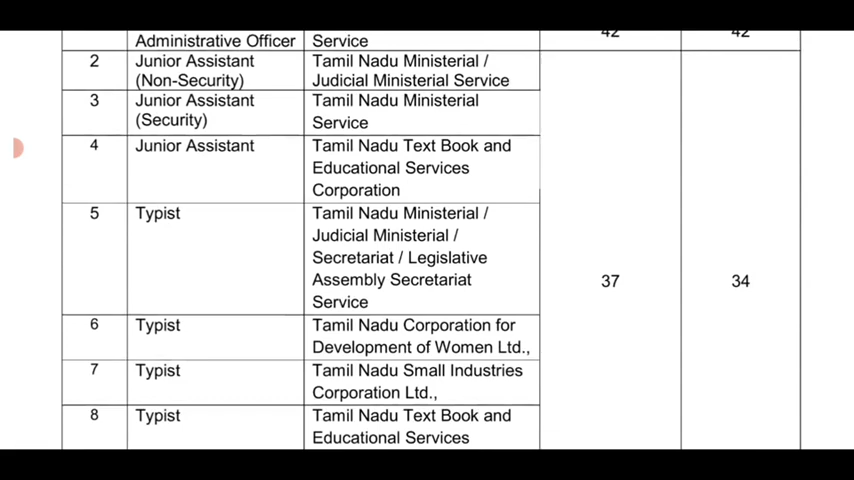 Administrative Officer Service 42 42
2 Junior Assistant Tamil Nadu Ministerial /
(Non-Security) Judicial Ministerial Service
3 Junior Assistant Tamil Nadu Ministerial
(Security) Service
4 Junior Assistant Tamil Nadu Text Book and
Educational Services
Corporation
5 Typist Tamil Nadu Ministerial /
Judicial Ministerial /
Secretariat / Legislative
Assembly Secretariat
Service
37 34
6 Typist Tamil Nadu Corporation for
Development of Women Ltd.,
7 Typist Tamil Nadu Small Industries
Corporation Ltd.,
8 Typist Tamil Nadu Text Book and
Educational Services